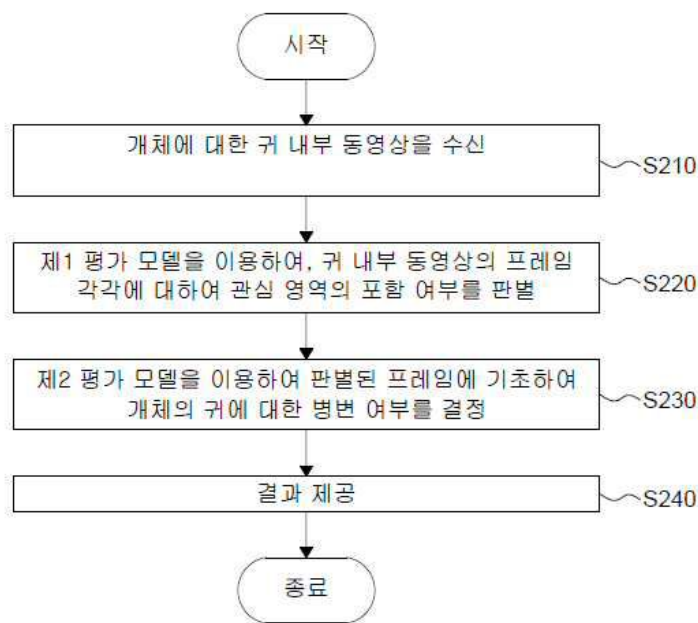 시작
개체에 대한 귀 내부 동영상을 수신
S210
제1 평가 모델을 이용하여, 귀 내부 동영상의 프레임
각각에 대하여 관심 영역의 포함 여부를 판별
S220
제2 평가 모델을 이용하여 판별된 프레임에 기초하여
개체의 귀에 대한 병변 여부를 결정
S230
결과 제공
S240
종료